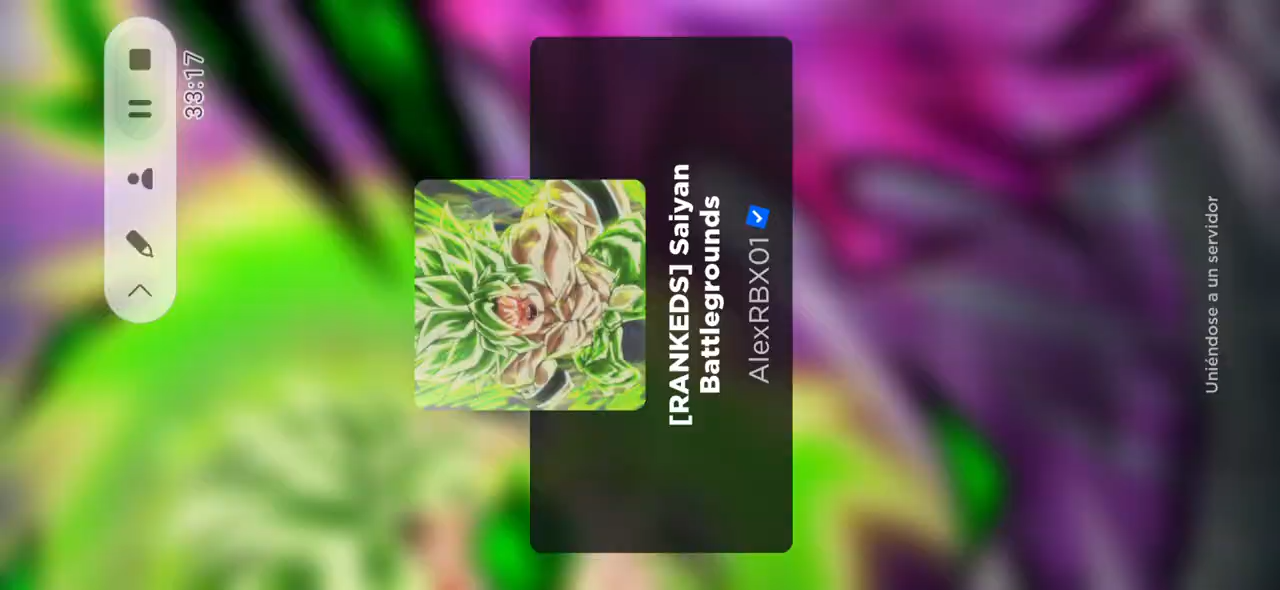 33:17
[RANKEDS] Saiyan
Battlegrounds
AlexRBX01
Uniéndose a un servidor